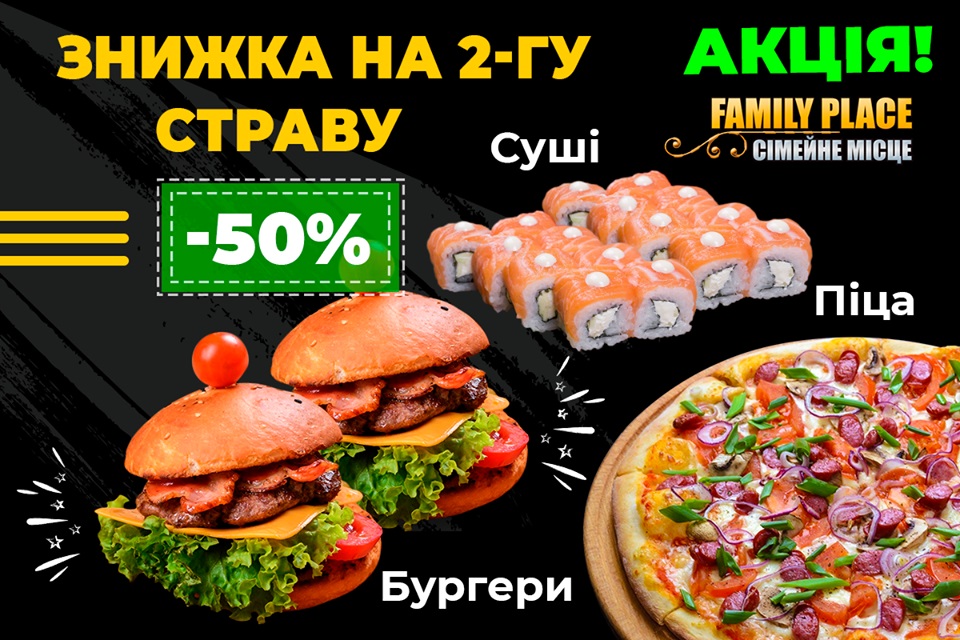 ЗНИЖКА НА 2-ГУ
СТРАВУ
-50%
АКЦІЯ!
FAMILY PLACE
СІМЕЙНЕ МІСЦЕ
Суші
Піца
Бургери